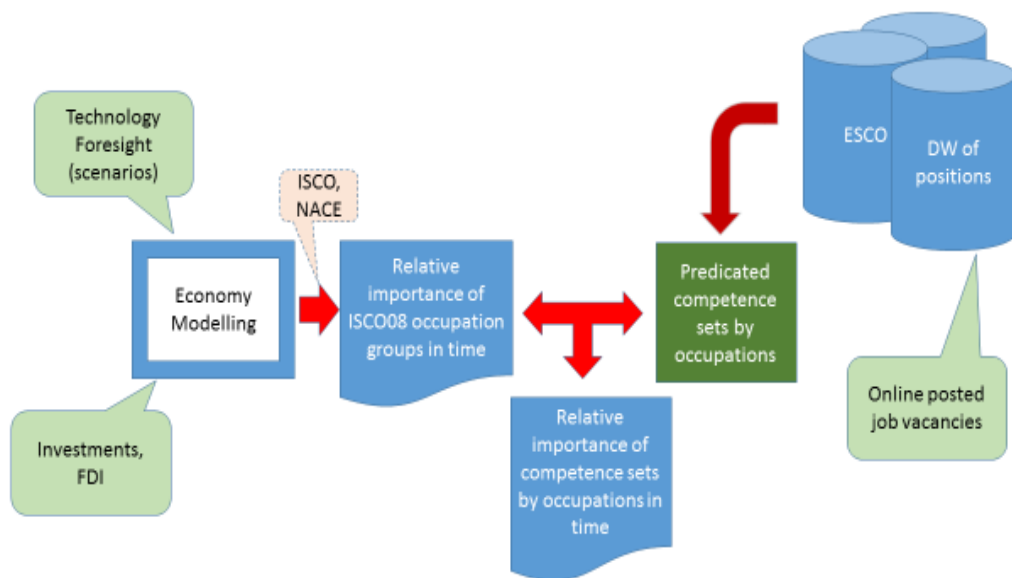 Technology
Foresight
(scenarios)
ISCO,
NACE
ESCO
DW of
positions
Economy
Modelling
Relative
importance of
ISCO08 occupation
groups in time
Predicated
competence
sets by
occupations
Investments,
FDI
Relative
importance of
competence sets
by occupations in
time
Online posted
job vacancies